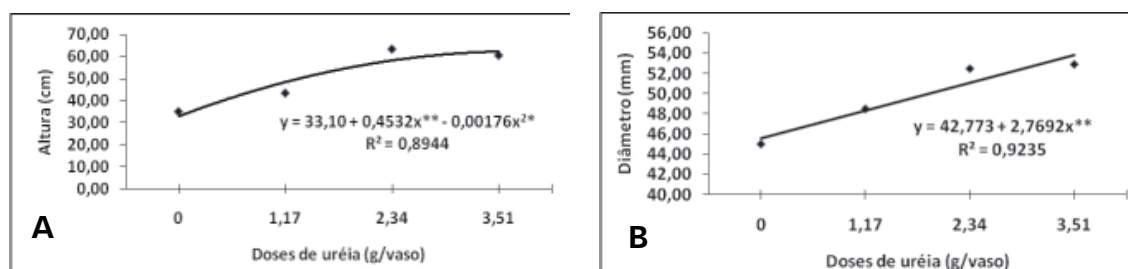 Altura (cm)
70,00
60,00
50,00
40,00
30,00
20,00
10,00
0,00
y = 33,10 + 0,4532x** - 0,00176x²*
R² = 0,8944
0 1,17 2,34 3,51
Doses de uréia (g/vaso)
A
Diâmetro (mm)
56,00
54,00
52,00
50,00
48,00
46,00
44,00
42,00
40,00
y = 42,773 + 2,7692x**
R² = 0,9235
0 1,17 2,34 3,51
Doses de uréia (g/vaso)
B